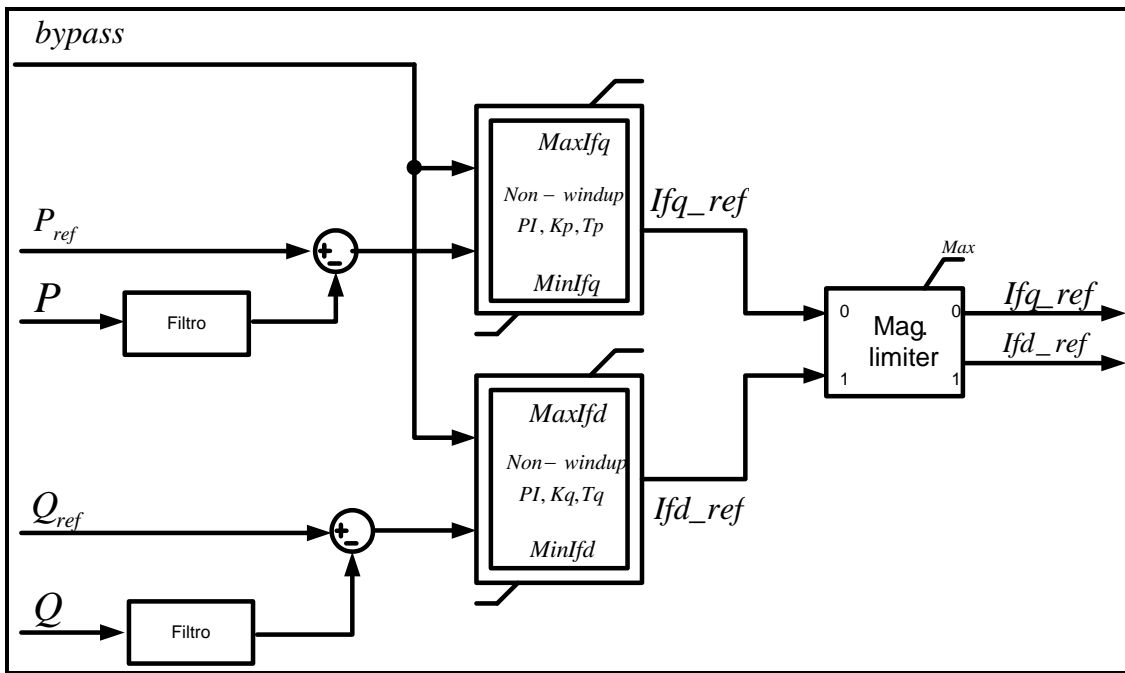 bypass
MaxIfq
Non – windup
PI, Kp, Tp
MinIfq
Ifq_ref
P_ref
P
Filtro
Max
0
0
Mag.
limiter
1
1
Ifq_ref
Ifd_ref
MaxIfd
Non – windup
PI, Kq, Tq
MinIfd
Ifd_ref
Q_ref
Q
Filtro